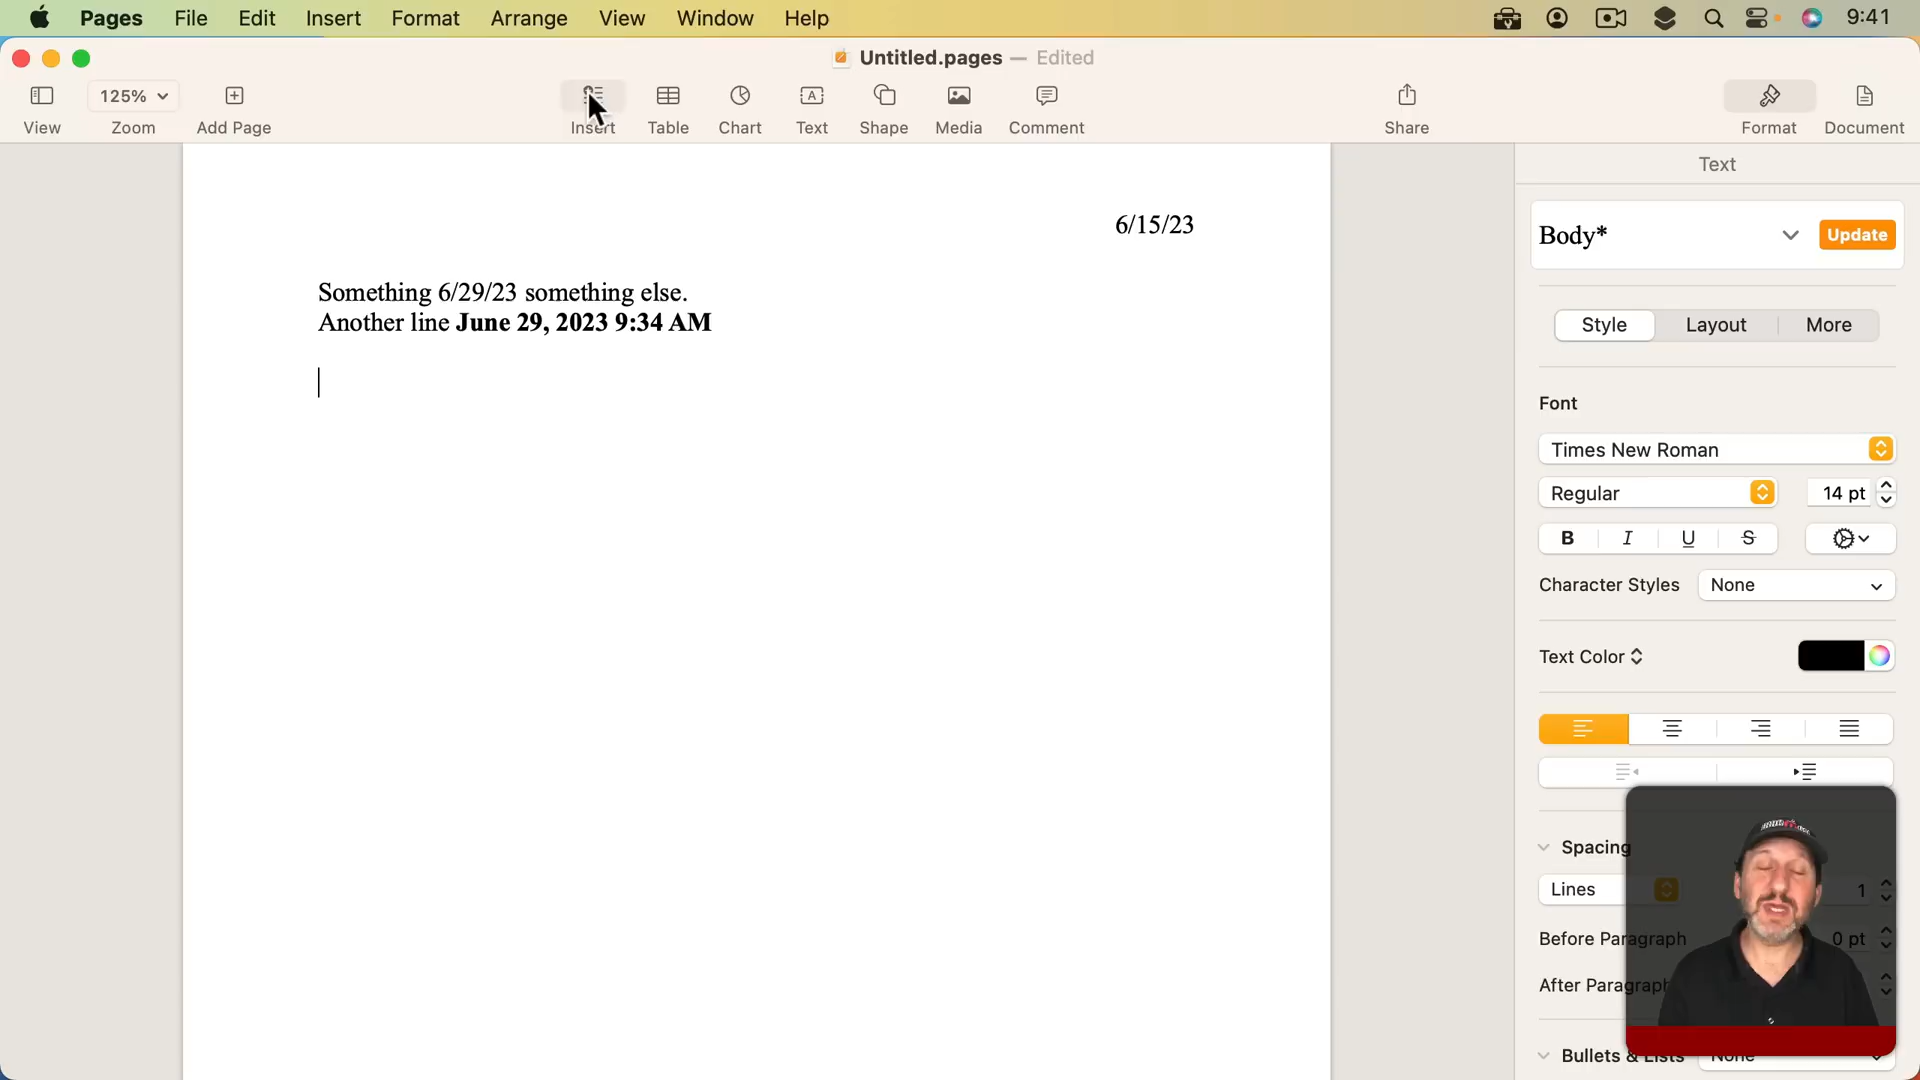 Pages File Edit Insert Format Arrange View Window Help 9:41
Untitled.pages — Edited
125%
View Zoom Add Page Insert Table Chart Text Shape Media Comment Share Format Document
Text
6/15/23
Body* Update
Something 6/29/23 something else.
Another line June 29, 2023 9:34 AM
Style Layout More
Font
Times New Roman
Regular 14 pt
B I U S
Character Styles None
Text Color
Spacing
Lines 1
Before Paragraph 0 pt
After Paragraph
Bullets & Lists None